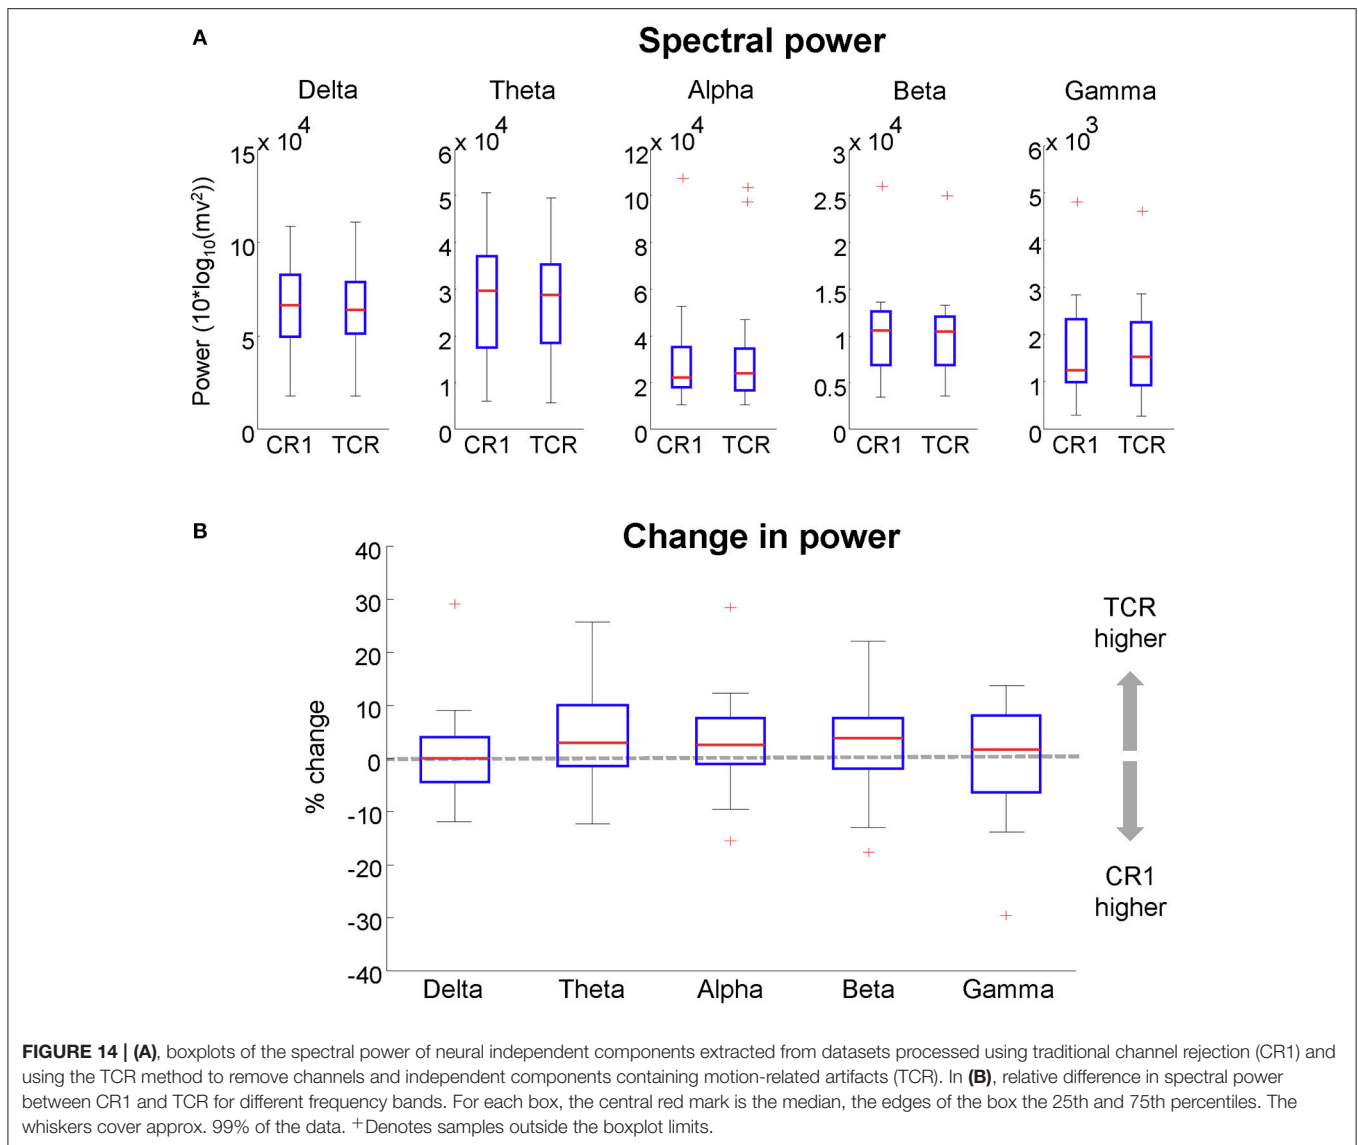 A
Spectral power
Delta Theta Alpha Beta Gamma
x 10^4 x 10^4 x 10^4 x 10^4 x 10^3
Power (10*log10(mv2))
15
10
5
0
CR1 TCR
6
5
4
3
2
1
0
CR1 TCR
12
10
8
6
4
2
0
CR1 TCR
3
2.5
2
1.5
1
0.5
0
CR1 TCR
6
5
4
3
2
1
0
CR1 TCR
B
Change in power
% change
40
30
20
10
0
-10
-20
-30
-40
Delta Theta Alpha Beta Gamma
TCR
higher
CR1
higher
FIGURE 14 | (A), boxplots of the spectral power of neural independent components extracted from datasets processed using traditional channel rejection (CR1) and
using the TCR method to remove channels and independent components containing motion-related artifacts (TCR). In (B), relative difference in spectral power
between CR1 and TCR for different frequency bands. For each box, the central red mark is the median, the edges of the box the 25th and 75th percentiles. The
whiskers cover approx. 99% of the data. +Denotes samples outside the boxplot limits.